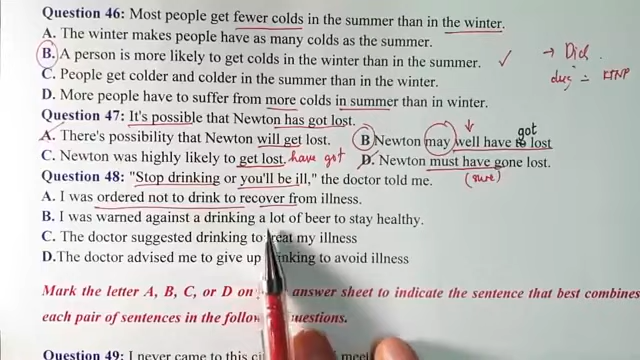 Question 46: Most people get fewer colds in the summer than in the winter.
A. The winter makes people have as many colds as the summer.
B. A person is more likely to get colds in the winter than in the summer. ✓ → Dịch
C. People get colder and colder in the summer than in the winter.
D. More people have to suffer from more colds in summer than in winter.
Question 47: It's possible that Newton has got lost.
got
A. There's possibility that Newton will get lost. B Newton may well have to lost
C. Newton was highly likely to get lost. have got D. Newton must have gone lost.
Question 48: "Stop drinking or you'll be ill," the doctor told me. (sure)
A. I was ordered not to drink to recover from illness.
B. I was warned against a drinking a lot of beer to stay healthy.
C. The doctor suggested drinking to treat my illness
D.The doctor advised me to give up drinking to avoid illness
Mark the letter A, B, C, or D on answer sheet to indicate the sentence that best combines
each pair of sentences in the following questions.
Question 49: I never came to this